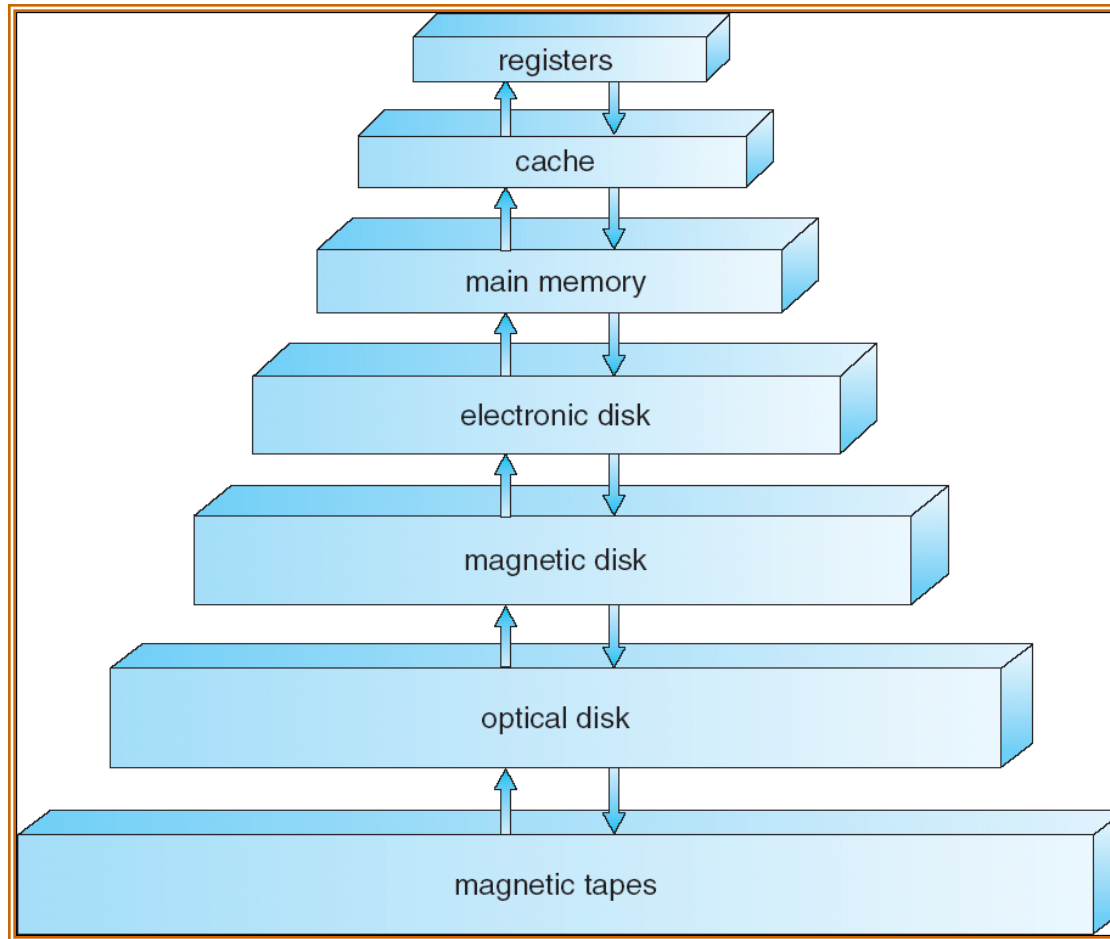 registers
cache
main memory
electronic disk
magnetic disk
optical disk
magnetic tapes